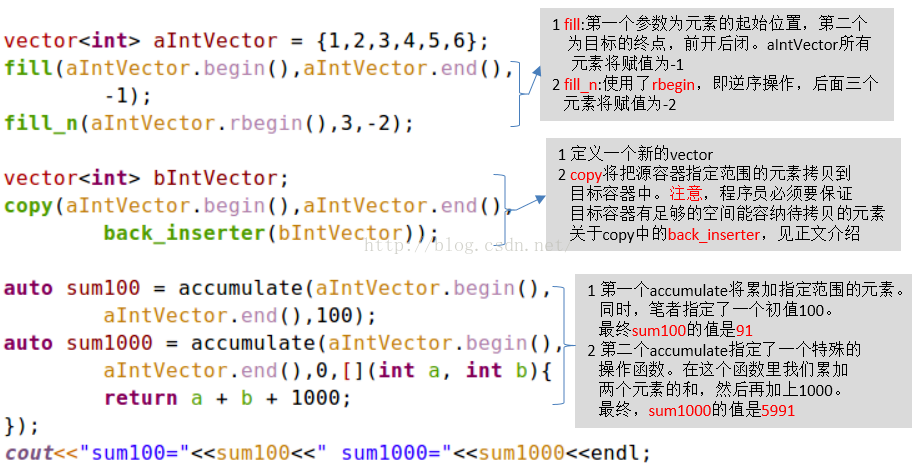 vector<int> aIntVector = {1,2,3,4,5,6};
fill(aIntVector.begin(),aIntVector.end(),
-1);
fill_n(aIntVector.rbegin(),3,-2);
1 fill:第一个参数为元素的起始位置，第二个
为目标的终点，前开后闭。aIntVector所有
元素将赋值为-1
2 fill_n:使用了rbegin，即逆序操作，后面三个
元素将赋值为-2
vector<int> bIntVector;
copy(aIntVector.begin(),aIntVector.end(),
back_inserter(bIntVector));
1 定义一个新的vector
2 copy将把源容器指定范围的元素拷贝到
目标容器中。注意，程序员必须要保证
目标容器有足够的空间能容纳待拷贝的元素
关于copy中的back_inserter，见正文介绍
http://blog.csdn.net/
auto sum100 = accumulate(aIntVector.begin(),
aIntVector.end(),100);
auto sum1000 = accumulate(aIntVector.begin(),
aIntVector.end(),0,[](int a, int b){
return a + b + 1000;
});
cout<<"sum100="<<sum100<<" sum1000="<<sum1000<<endl;
1 第一个accumulate将累加指定范围的元素。
同时，笔者指定了一个初值100。
最终sum100的值是91
2 第二个accumulate指定了一个特殊的
操作函数。在这个函数里我们累加
两个元素的和，然后再加上1000。
最终，sum1000的值是5991